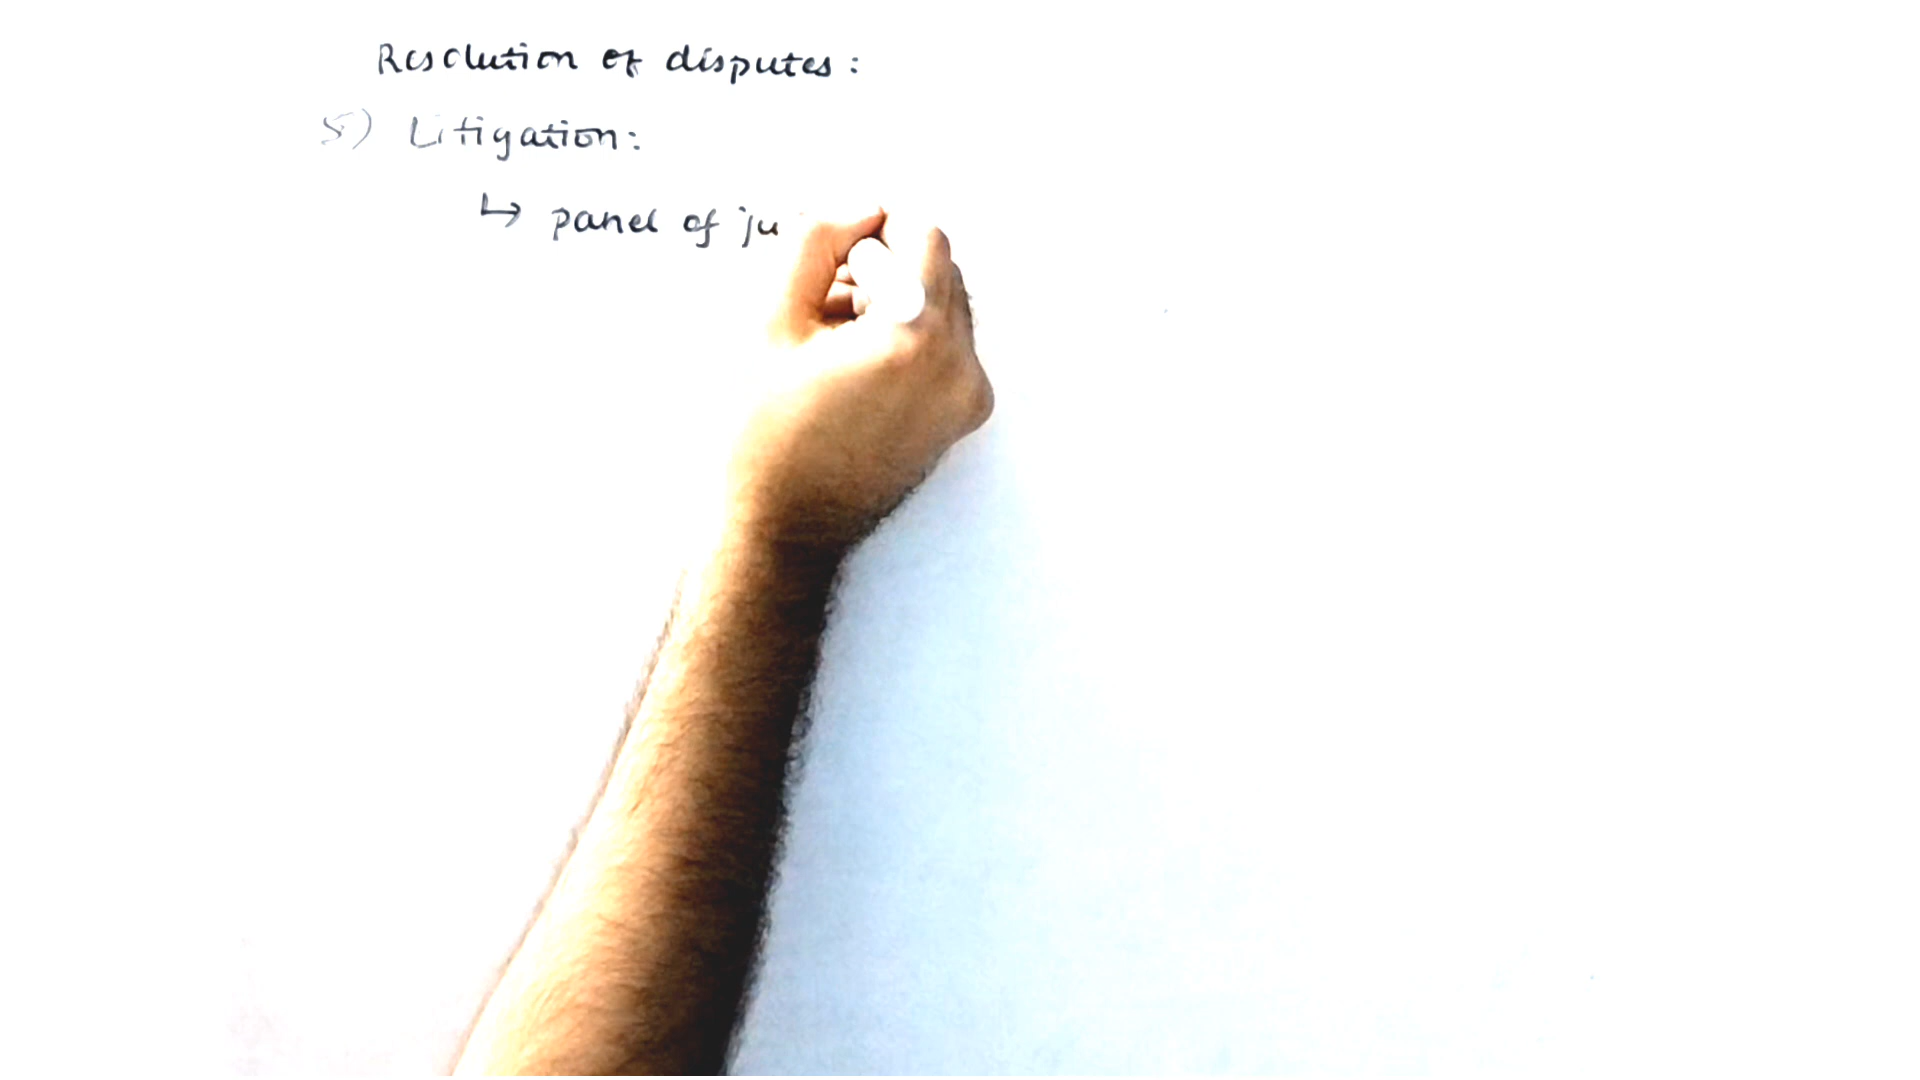 Resolution of disputes:
5) Litigation:
↳ panel of ju